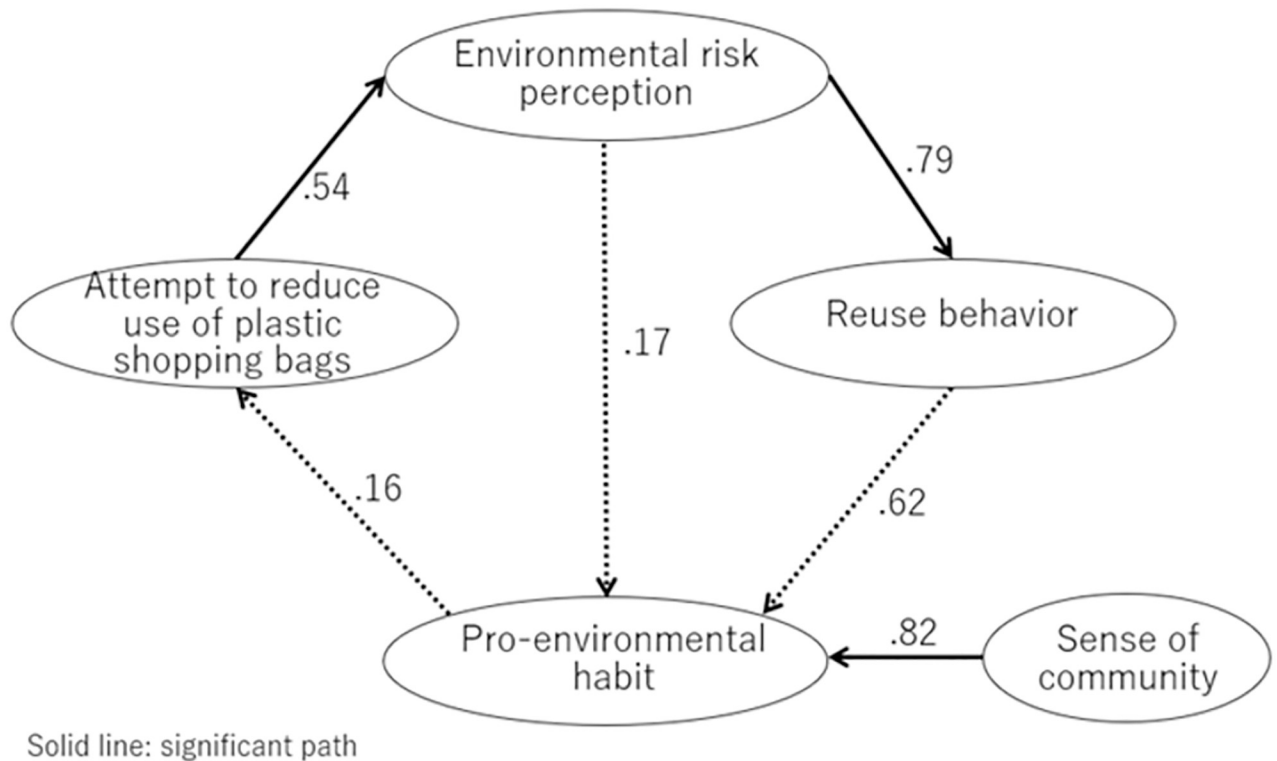 Environmental risk
perception
.54
.79
Attempt to reduce
use of plastic
shopping bags
Reuse behavior
.17
.16
.62
Pro-environmental
habit
.82
Sense of
community
Solid line: significant path